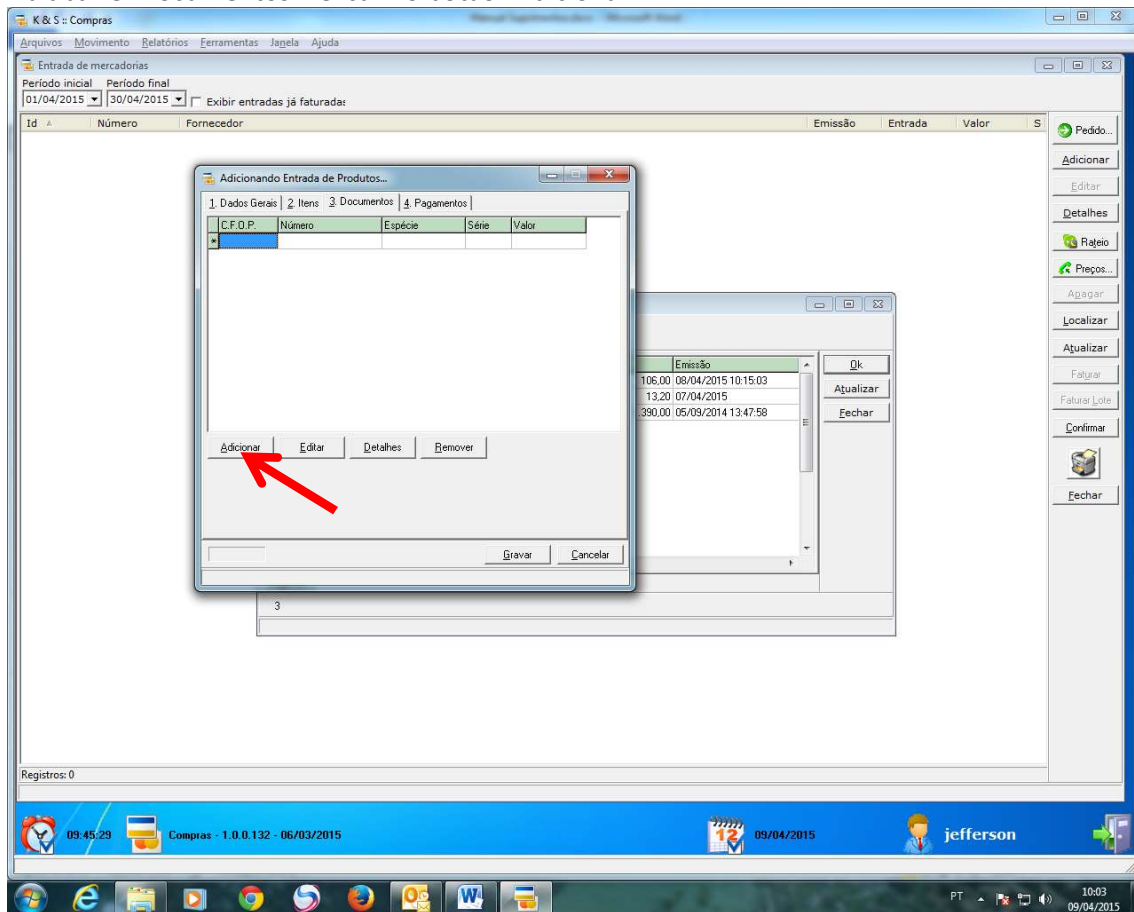 K & S :: Compras
Arquivos Movimento Relatórios Ferramentas Janela Ajuda
Entrada de mercadorias
Período inicial Período final
01/04/2015 30/04/2015 Exibir entradas já faturadas
Id Número Fornecedor Emissão Entrada Valor S
Pedido...
Adicionar
Editar
Detalhes
Rateio
Preços...
Apagar
Localizar
Atualizar
Faturar
Faturar Lote
Confirmar
Fechar
Adicionando Entrada de Produtos...
1. Dados Gerais 2. Itens 3. Documentos 4. Pagamentos
C.F.O.P. Número Espécie Série Valor
*
Adicionar Editar Detalhes Remover
Gravar Cancelar
Emissão
106,00 08/04/2015 10:15:03
13,20 07/04/2015
.390,00 05/09/2014 13:47:58
Ok
Atualizar
Fechar
3
Registros: 0
09:45:29 Compras - 1.0.0.132 - 06/03/2015 12 09/04/2015 jefferson
PT 10:03
09/04/2015